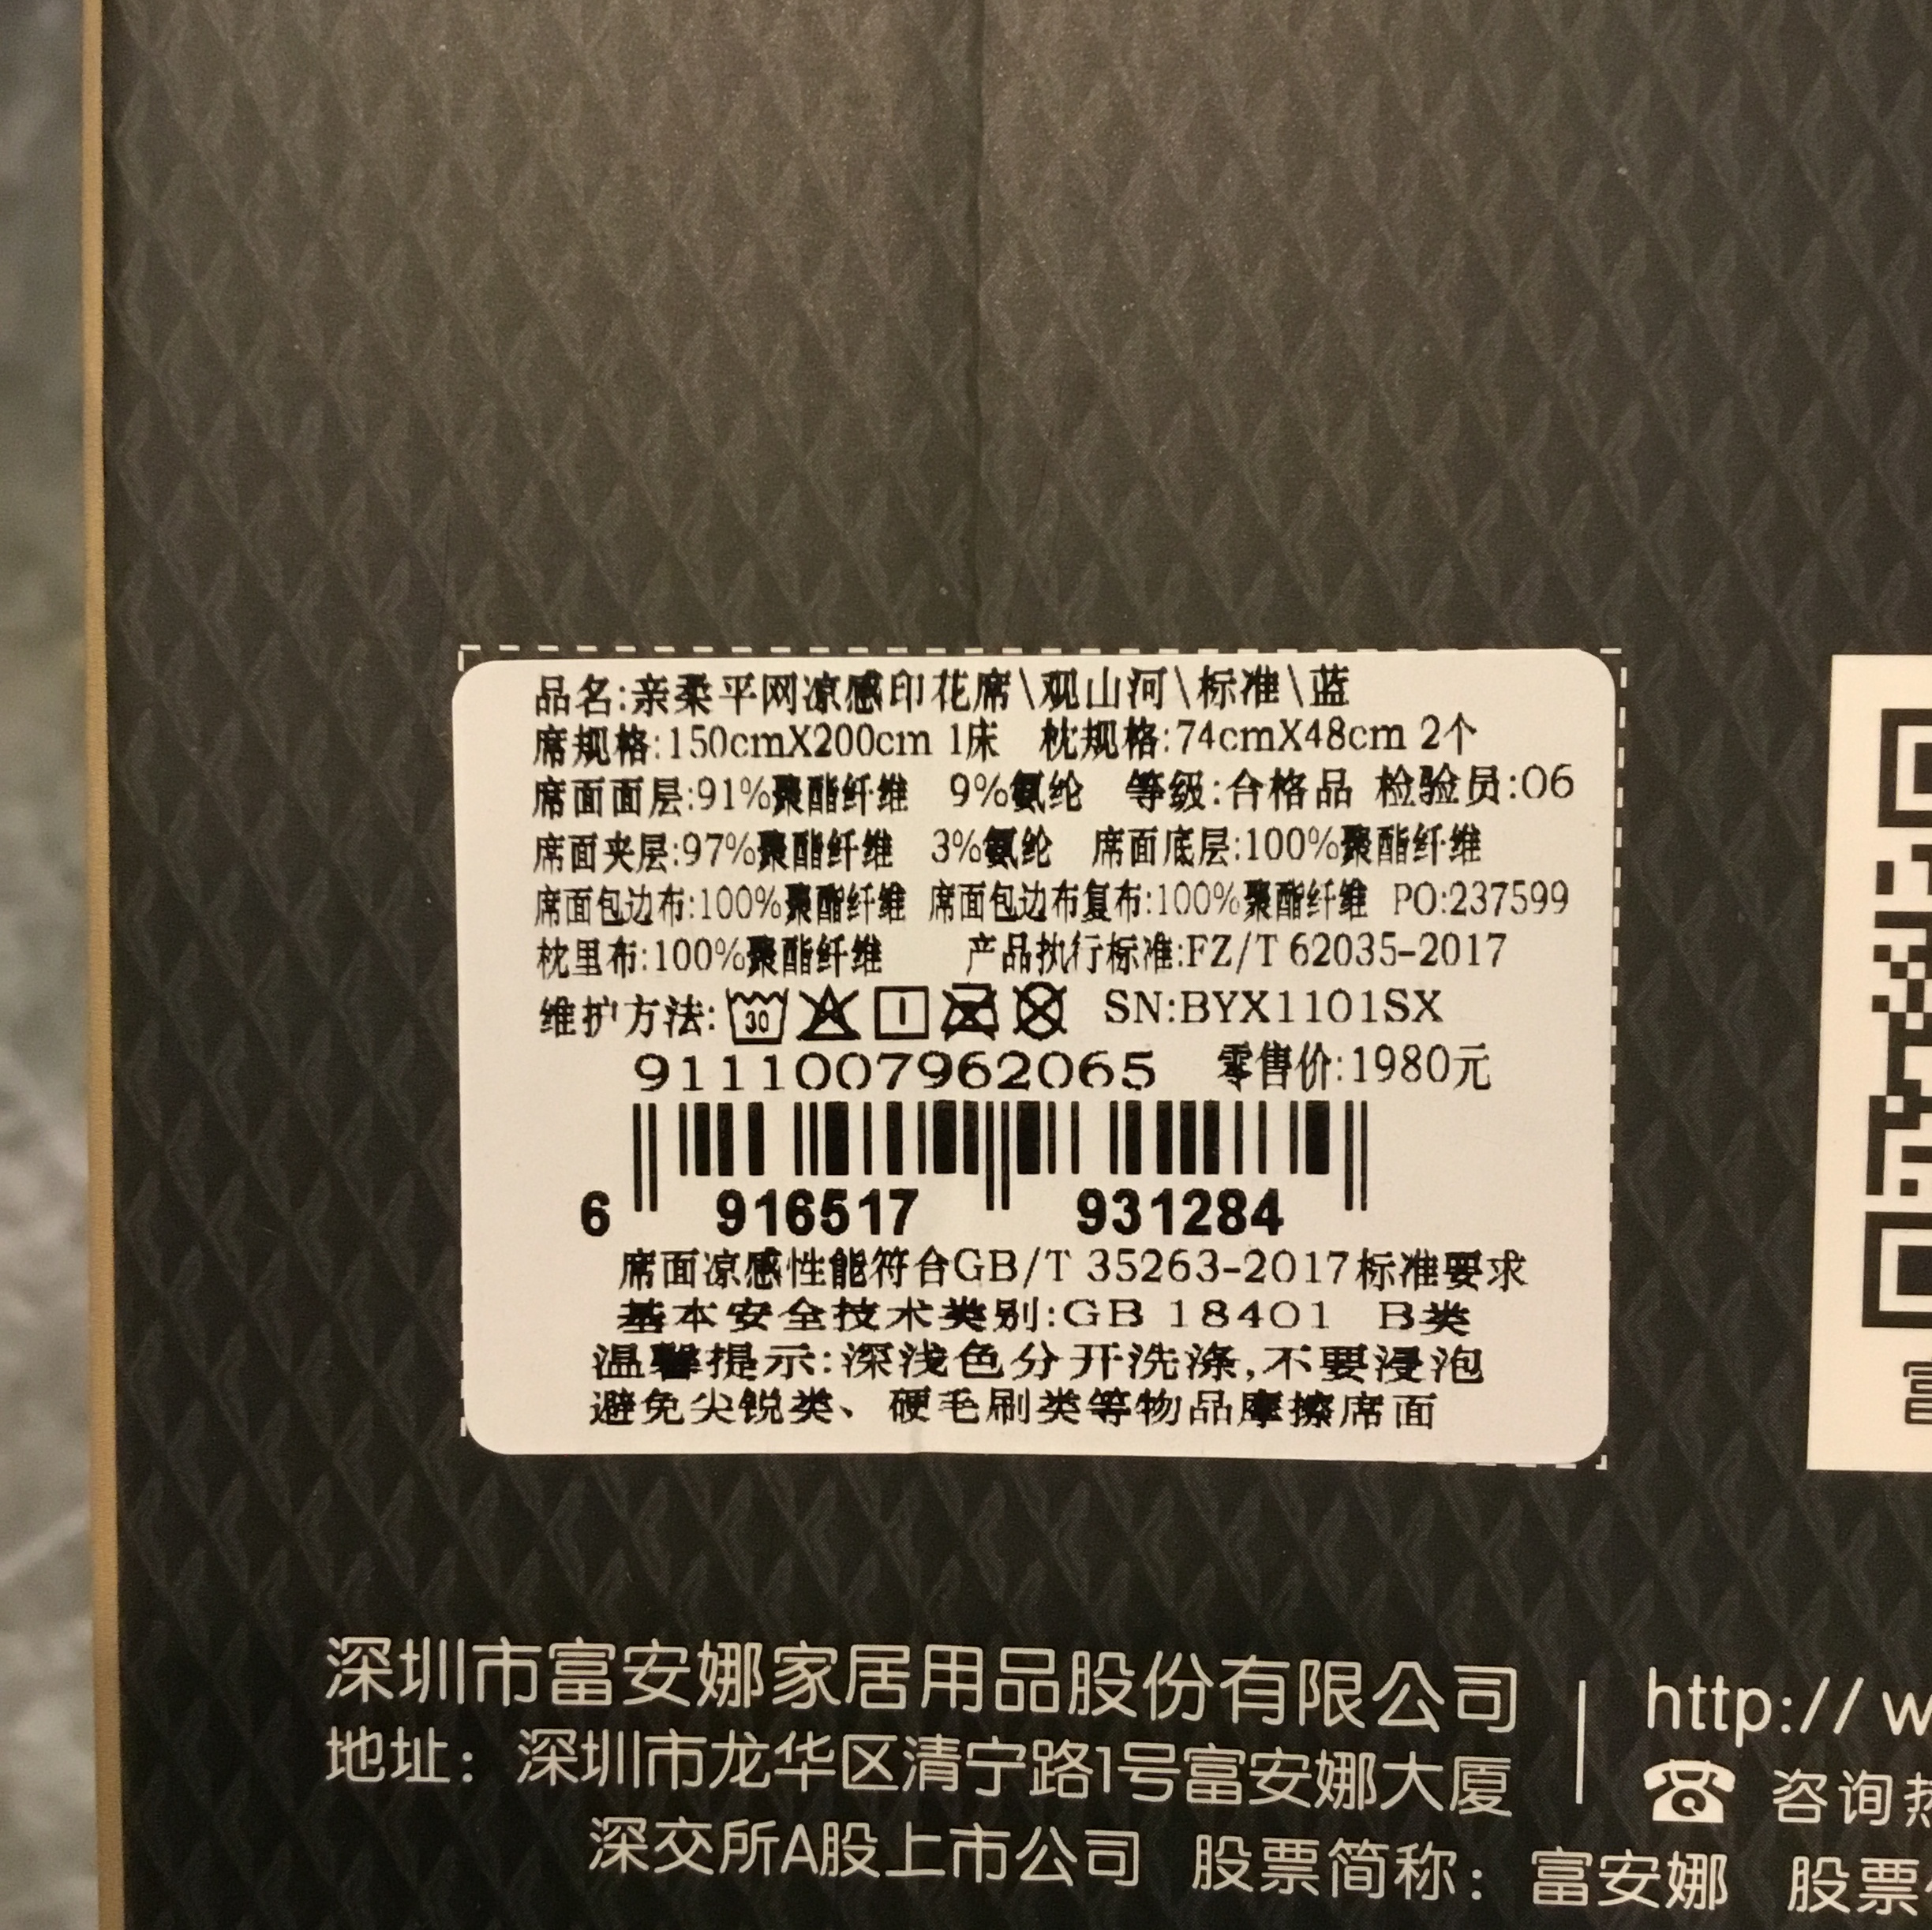 品名:亲柔平网凉感印花席\观山河\标准\蓝
席规格:150cmX200cm 1床 枕规格:74cmX48cm 2个
席面面层:91%聚酯纤维 9%氨纶 等级:合格品 检验员:06
席面夹层:97%聚酯纤维 3%氨纶 席面底层:100%聚酯纤维
席面包边布:100%聚酯纤维 席面包边布复布:100%聚酯纤维 PO:237599
枕里布:100%聚酯纤维 产品执行标准:FZ/T 62035-2017
维护方法: 30 SN:BYX1101SX
9111007962065 零售价:1980元
6 916517 931284
席面凉感性能符合GB/T 35263-2017标准要求
基本安全技术类别:GB 18401 B类
温馨提示:深浅色分开洗涤,不要浸泡
避免尖锐类、硬毛刷类等物品摩擦席面
深圳市富安娜家居用品股份有限公司
地址：深圳市龙华区清宁路1号富安娜大厦
深交所A股上市公司 股票简称：富安娜 股票
http:// w
咨询热